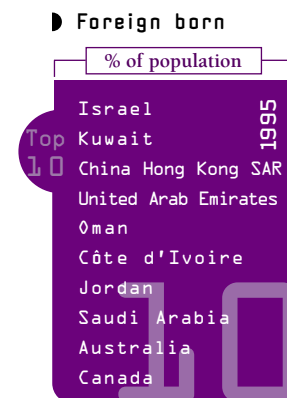 Foreign born
% of population
1995
Top
10
Israel
Kuwait
China Hong Kong SAR
United Arab Emirates
Oman
Côte d'Ivoire
Jordan
Saudi Arabia
Australia
Canada
10